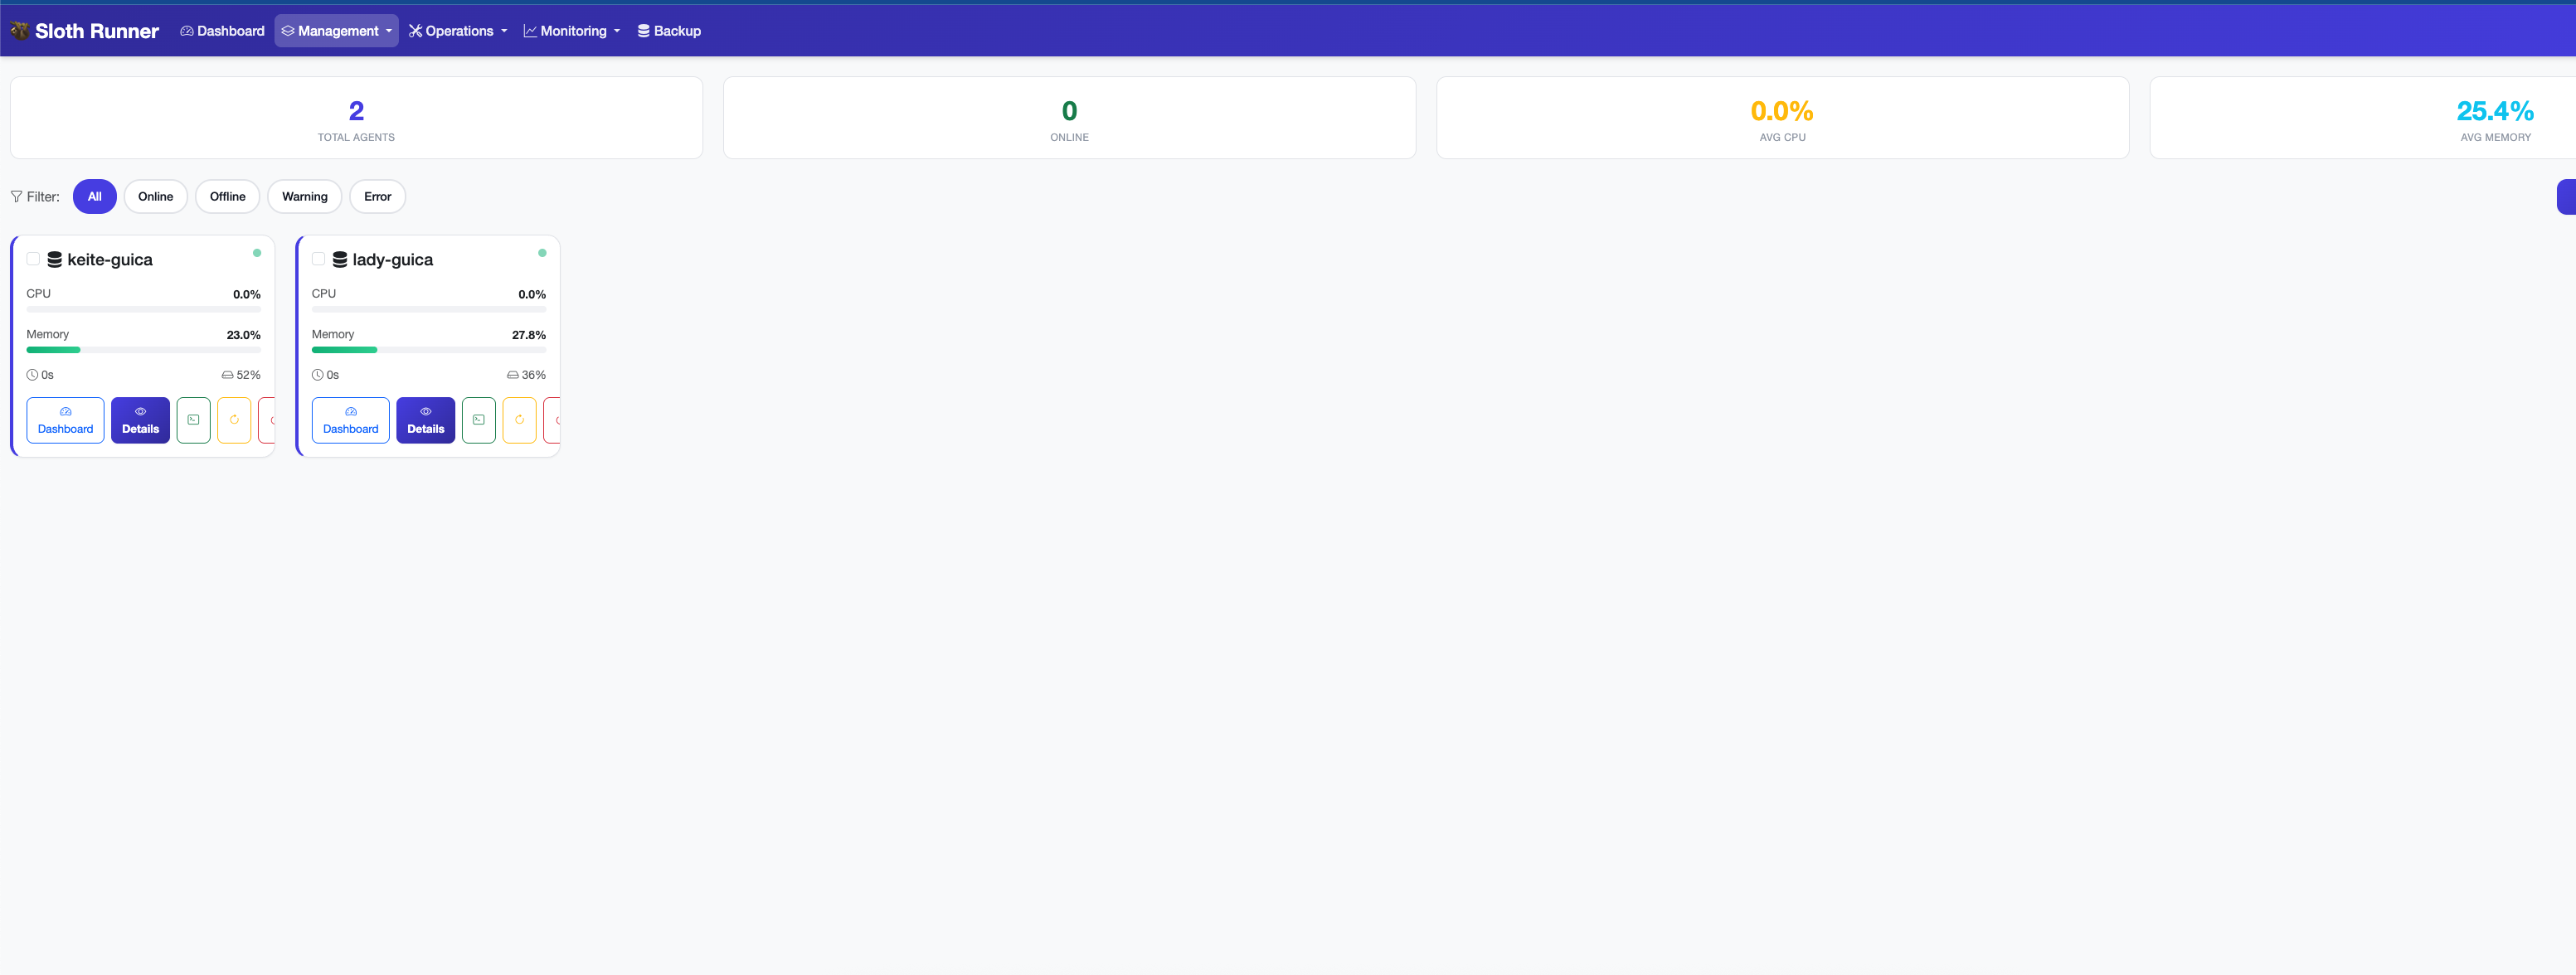 Sloth Runner Dashboard Management Operations Monitoring Backup
2 0 0.0% 25.4%
TOTAL AGENTS ONLINE AVG CPU AVG MEMORY
Filter: All Online Offline Warning Error
keite-guica
CPU 0.0%
Memory 23.0%
0s 52%
Dashboard Details
lady-guica
CPU 0.0%
Memory 27.8%
0s 36%
Dashboard Details